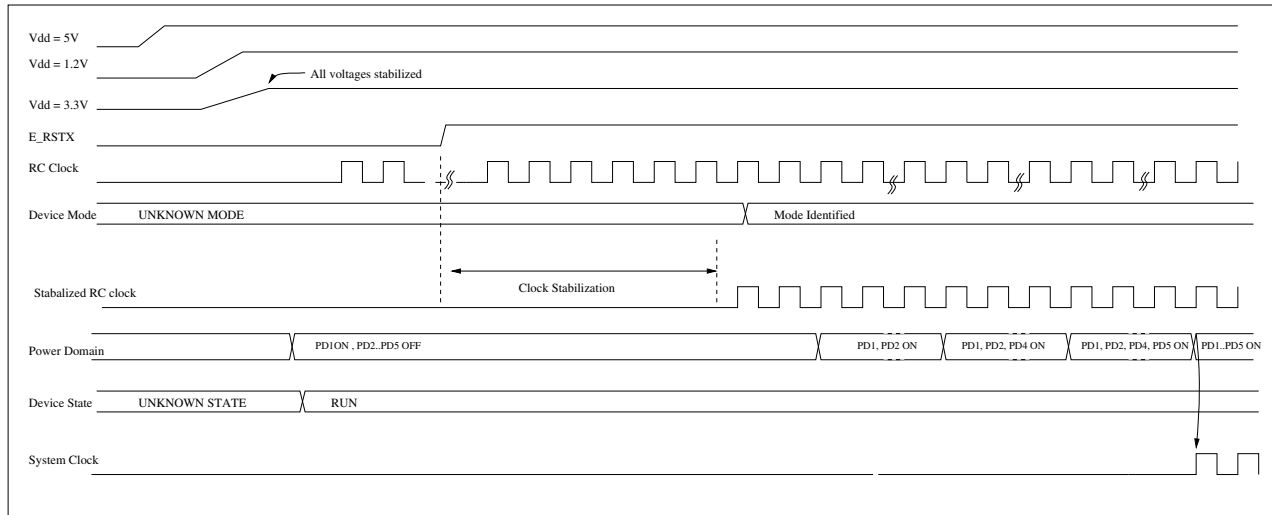 Vdd = 5V
Vdd = 1.2V
All voltages stabilized
Vdd = 3.3V
E_RSTX
RC Clock
Device Mode
UNKNOWN MODE
Mode Identified
Clock Stabilization
Stabalized RC clock
Power Domain
PD1ON , PD2..PD5 OFF
PD1, PD2 ON
PD1, PD2, PD4 ON
PD1, PD2, PD4, PD5 ON
PD1..PD5 ON
Device State
UNKNOWN STATE
RUN
System Clock